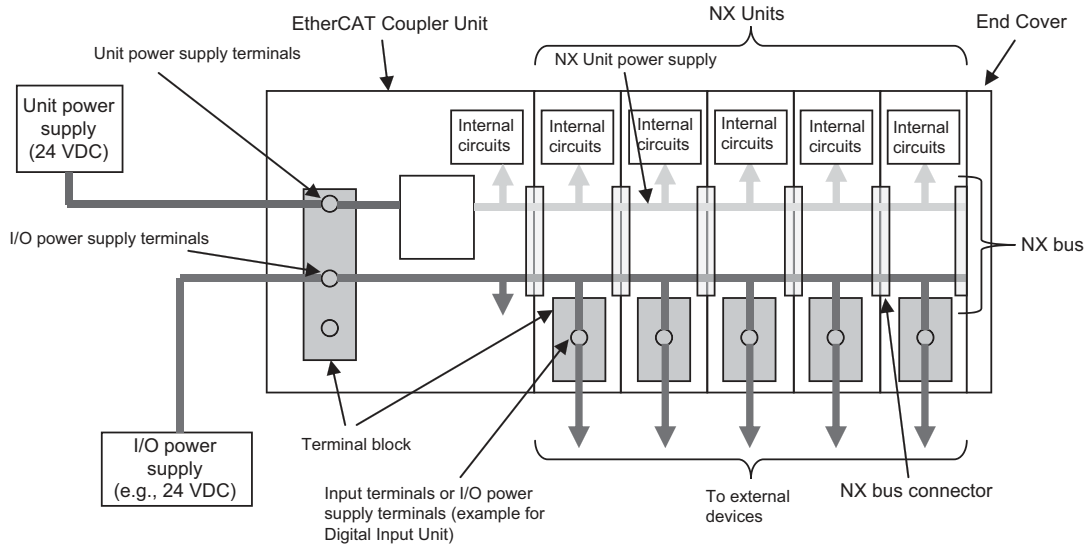 NX Units
EtherCAT Coupler Unit
End Cover
Unit power supply terminals
NX Unit power supply
Unit power
supply
(24 VDC)
Internal
circuits
Internal
circuits
Internal
circuits
Internal
circuits
Internal
circuits
Internal
circuits
I/O power supply terminals
NX bus
I/O power
supply
(e.g., 24 VDC)
Terminal block
Input terminals or I/O power
supply terminals (example for
Digital Input Unit)
To external
devices
NX bus connector